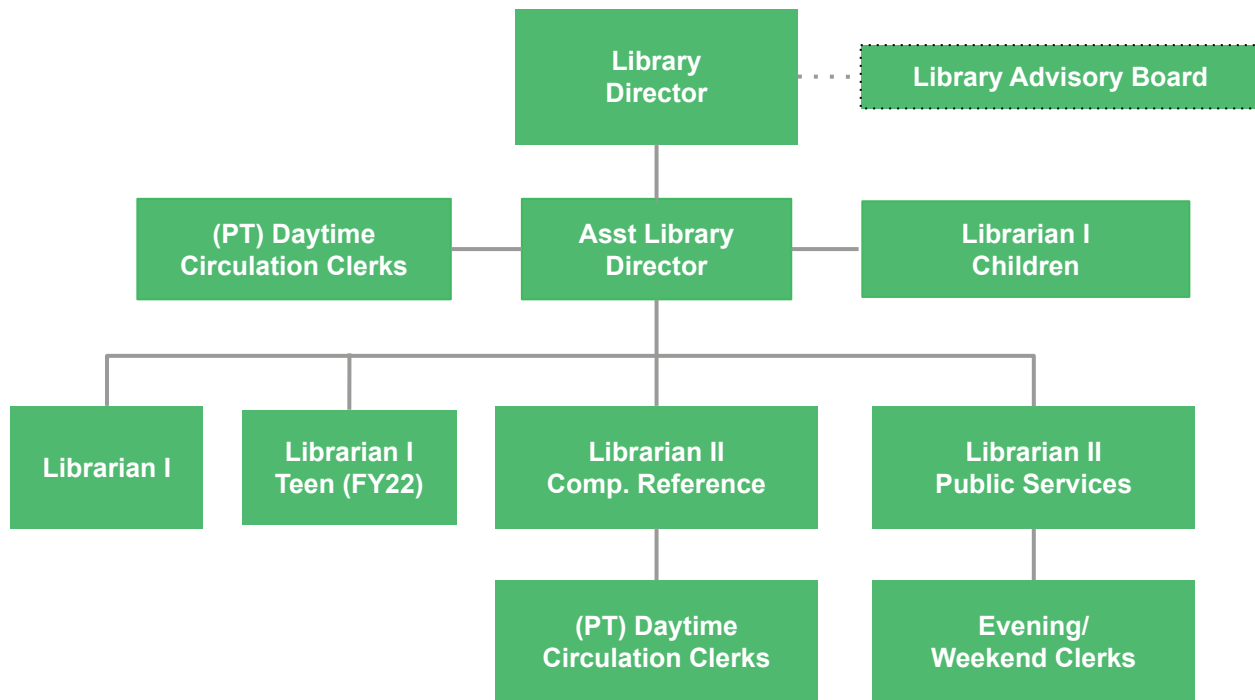 Library
Director
Library Advisory Board
(PT) Daytime
Circulation Clerks
Asst Library
Director
Librarian I
Children
Librarian I
Librarian I
Teen (FY22)
Librarian II
Comp. Reference
Librarian II
Public Services
(PT) Daytime
Circulation Clerks
Evening/
Weekend Clerks